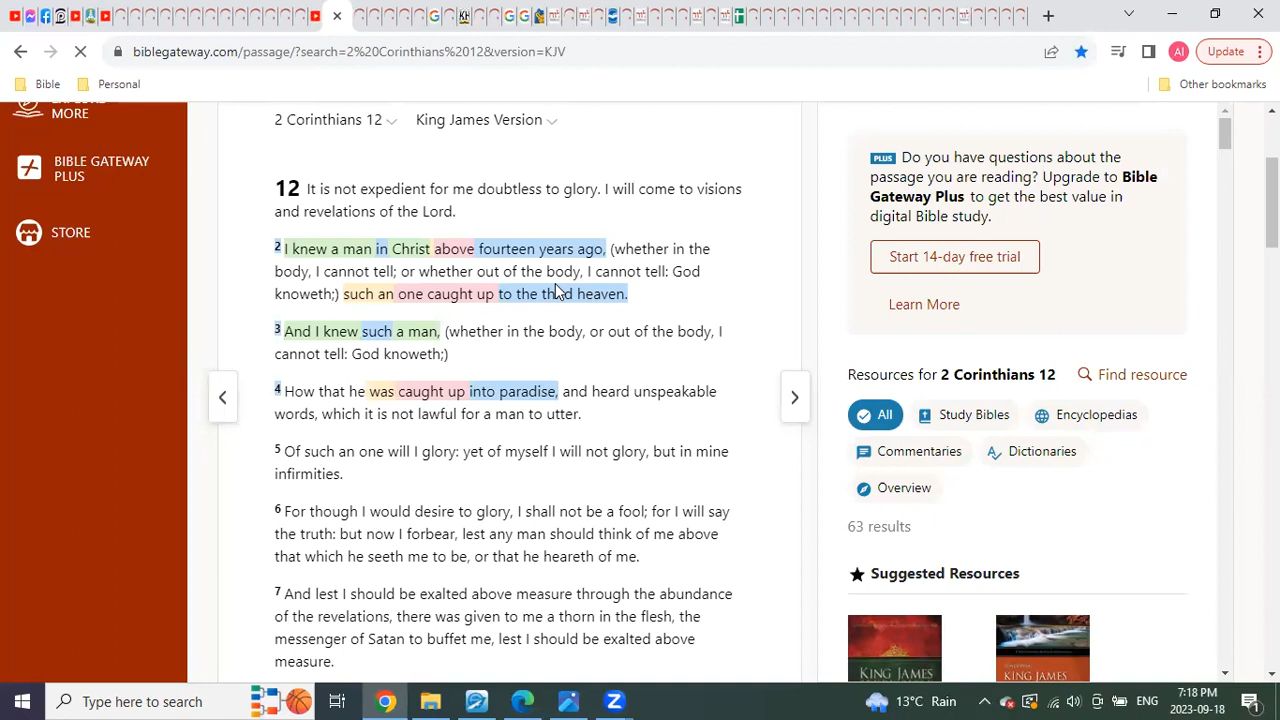 biblegateway.com/passage/?search=2%20Corinthians%2012&version=KJV
AI
Update
Bible
Personal
Other bookmarks
MORE
BIBLE GATEWAY
PLUS
STORE
2 Corinthians 12
King James Version
12 It is not expedient for me doubtless to glory. I will come to visions
and revelations of the Lord.
2 I knew a man in Christ above fourteen years ago, (whether in the
body, I cannot tell; or whether out of the body, I cannot tell: God
knoweth;) such an one caught up to the third heaven.
3 And I knew such a man, (whether in the body, or out of the body, I
cannot tell: God knoweth;)
4 How that he was caught up into paradise, and heard unspeakable
words, which it is not lawful for a man to utter.
5 Of such an one will I glory: yet of myself I will not glory, but in mine
infirmities.
6 For though I would desire to glory, I shall not be a fool; for I will say
the truth: but now I forbear, lest any man should think of me above
that which he seeth me to be, or that he heareth of me.
7 And lest I should be exalted above measure through the abundance
of the revelations, there was given to me a thorn in the flesh, the
messenger of Satan to buffet me, lest I should be exalted above
measure.
PLUS Do you have questions about the
passage you are reading? Upgrade to Bible
Gateway Plus to get the best value in
digital Bible study.
Start 14-day free trial
Learn More
Resources for 2 Corinthians 12
Find resource
All
Study Bibles
Encyclopedias
Commentaries
Dictionaries
Overview
63 results
Suggested Resources
KING JAMES
KING JAMES
Type here to search
13°C Rain
ENG
7:18 PM
2023-09-18
1